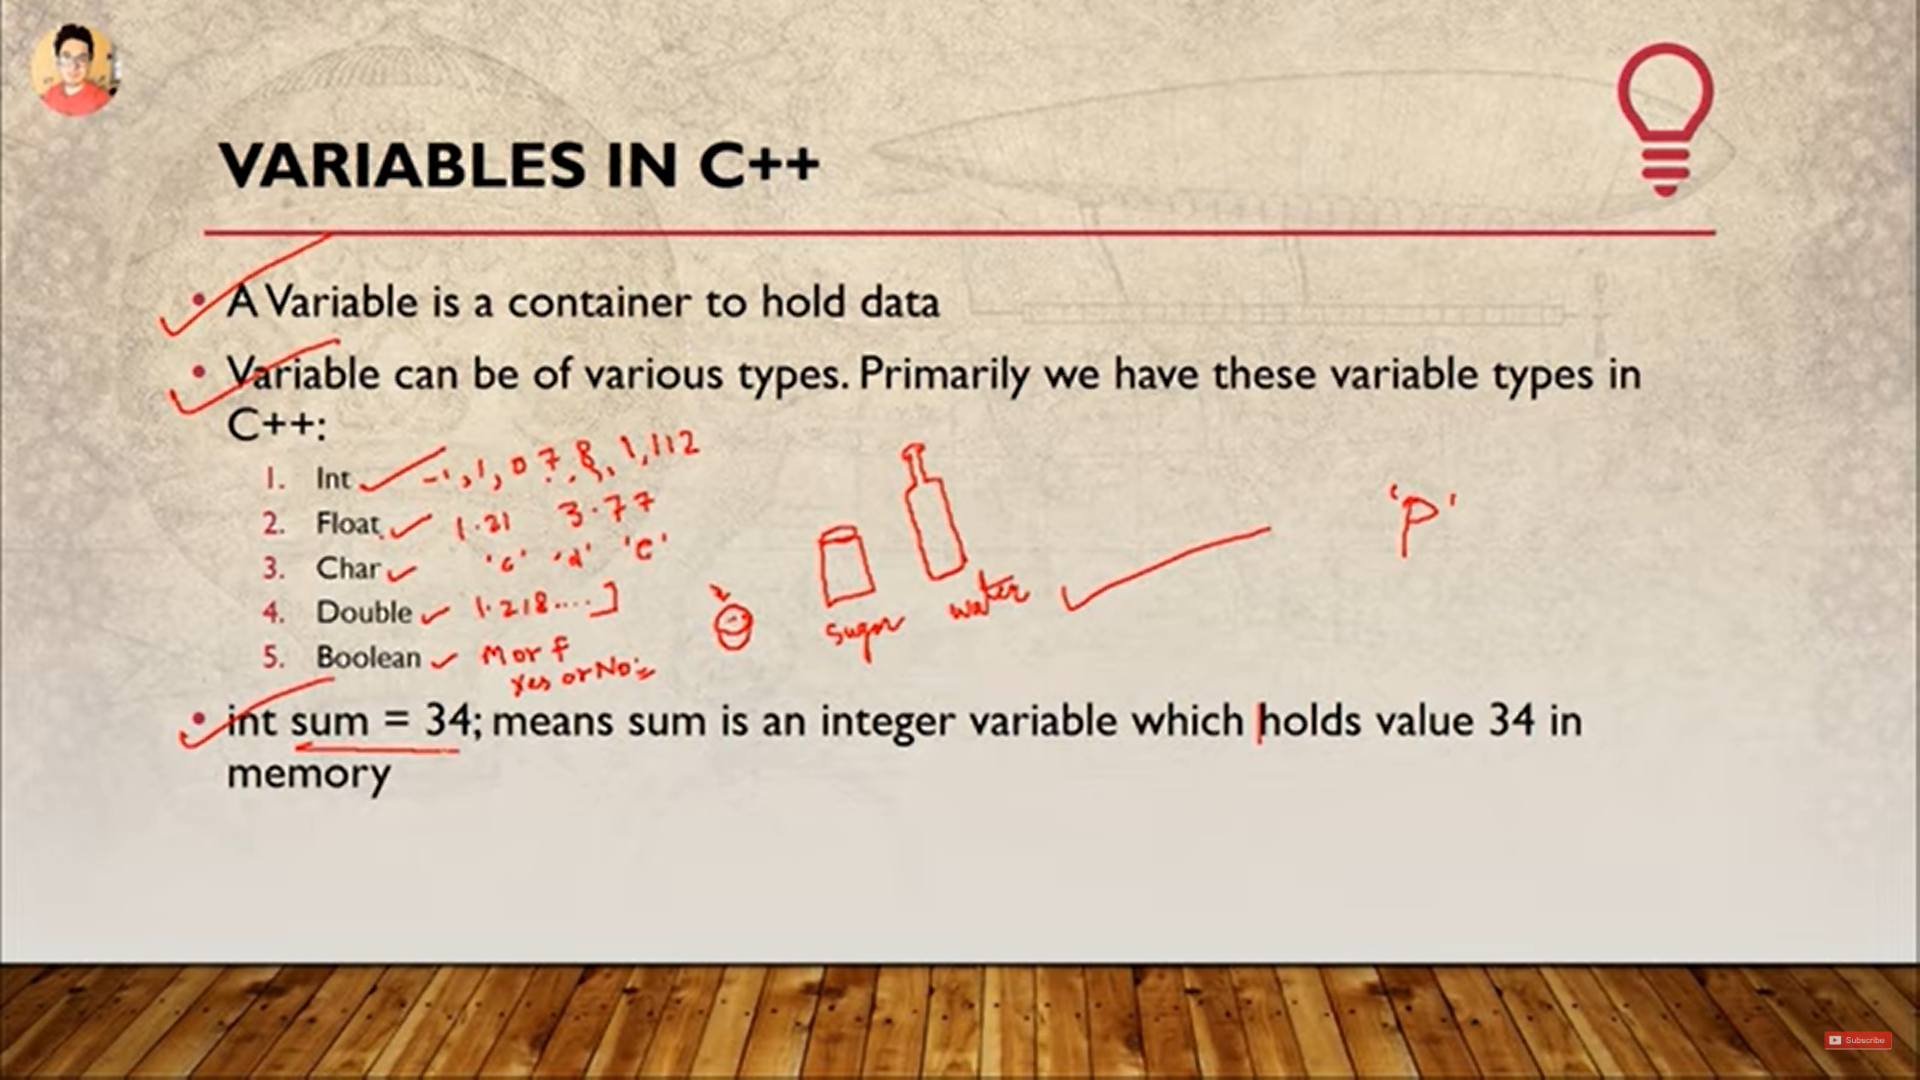 VARIABLES IN C++
• A Variable is a container to hold data
• Variable can be of various types. Primarily we have these variable types in
C++:
1. Int -1, 1, 0 7, 8, 1, 112
2. Float 1.21 3.77
3. Char 'c' 'd' 'C'
4. Double 1.218....]
5. Boolean M or f
Yes or No
sugar
water
'P'
• int sum = 34; means sum is an integer variable which holds value 34 in
memory
Subscribe